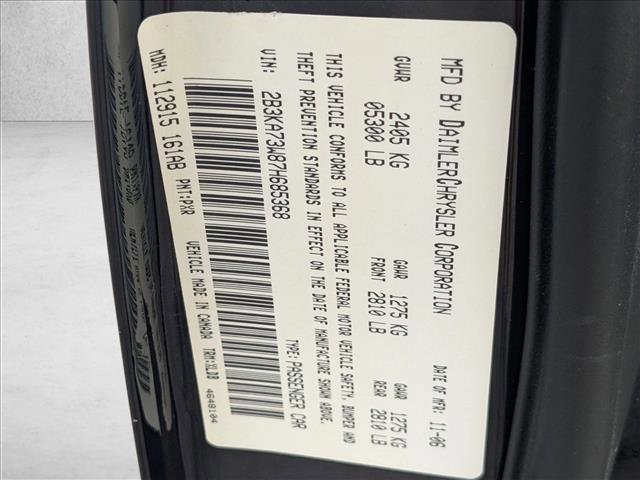 MFD BY DAIMLERCHRYSLER CORPORATION DATE OF MFR: 11-06
GVWR 2405 KG GAWR 1275 KG GAWR 1275 KG
05300 LB FRONT 2810 LB REAR 2810 LB
THIS VEHICLE CONFORMS TO ALL APPLICABLE FEDERAL MOTOR VEHICLE SAFETY, BUMPER AND
THEFT PREVENTION STANDARDS IN EFFECT ON THE DATE OF MANUFACTURE SHOWN ABOVE.
VIN: 2B3KA73W87H685368 TYPE: PASSENGER CAR
MDH: 112915 161AB PNT: PXR VEHICLE MADE IN CANADA TRM: XLDB 4648104